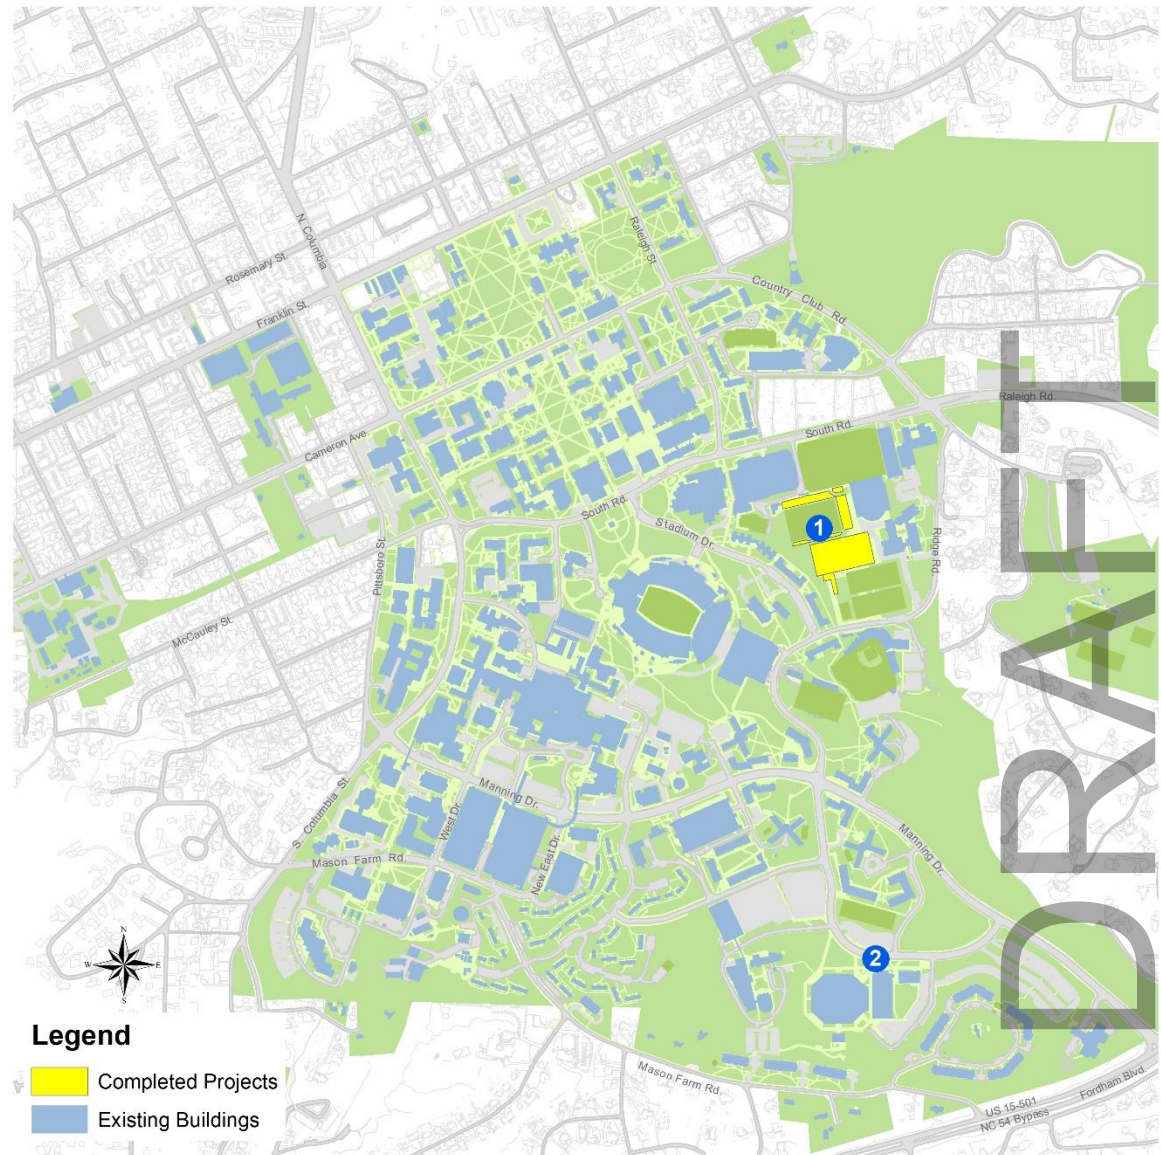 N. Columbia
Rosemary St.
Franklin St.
Raleigh St.
Country Club Rd.
Raleigh Rd.
South Rd.
Cameron Ave.
South Rd.
Stadium Dr.
1
Ridge Rd.
Pittsboro St.
McCauley St.
DRAFT
Manning Dr.
S. Columbia St.
West Dr.
New East Dr.
Manning Dr.
Mason Farm Rd.
2
N
W
E
S
Legend
Completed Projects
Existing Buildings
Mason Farm Rd.
Fordham Blvd.
US 15-501
NC 54 Bypass